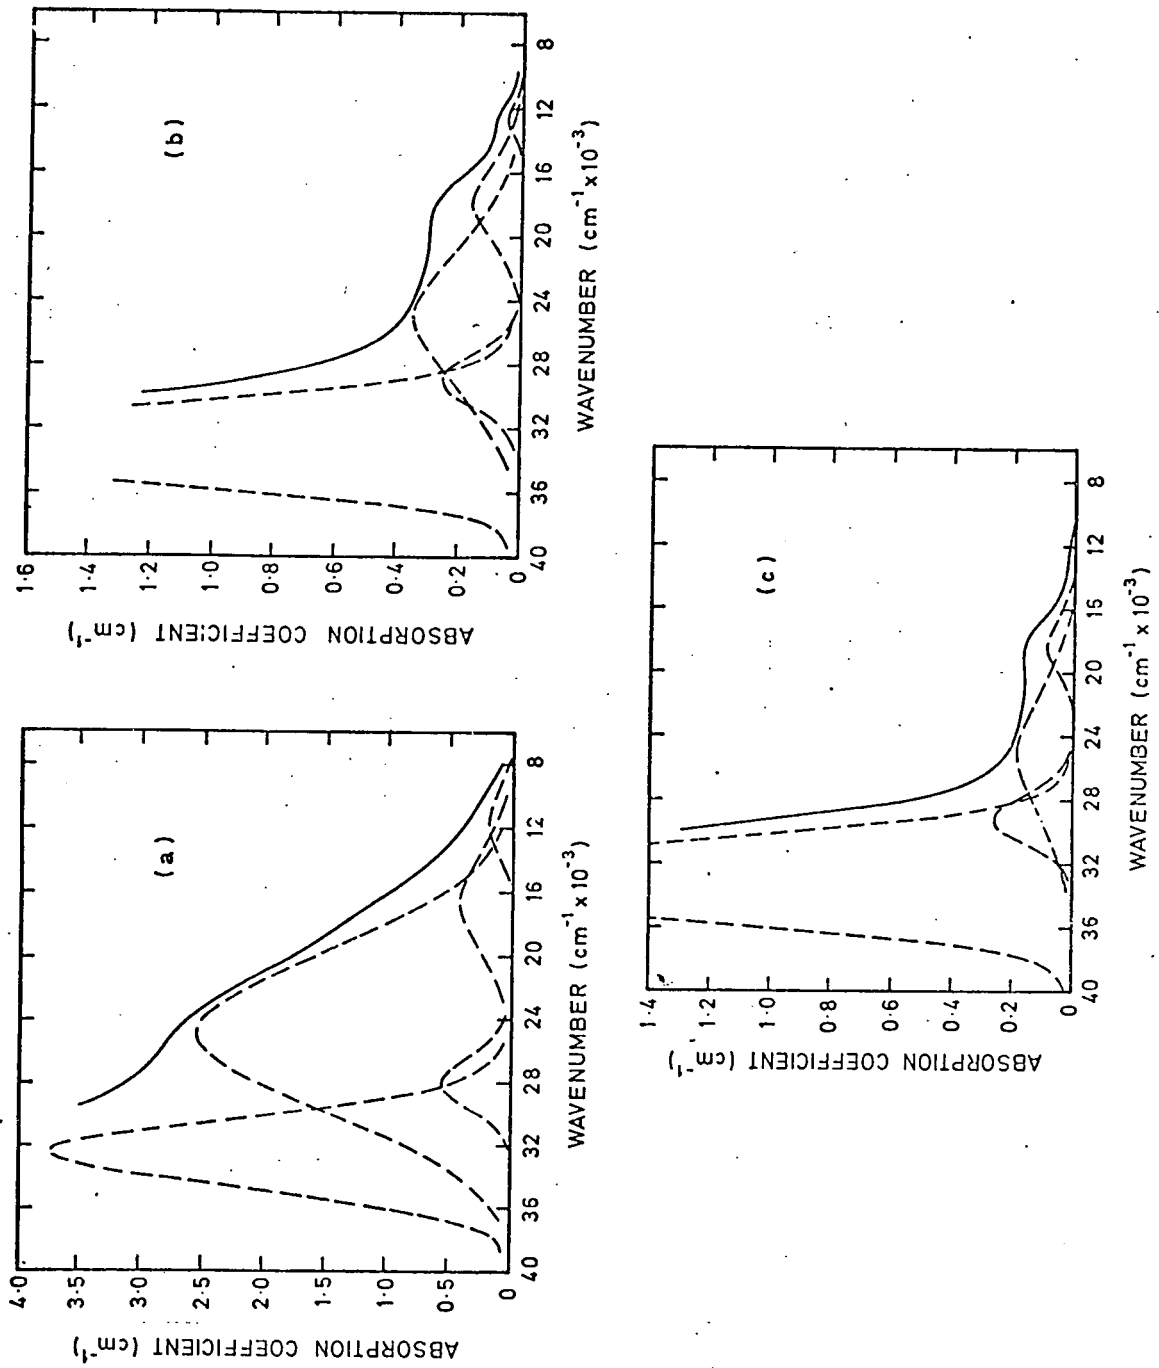 ABSORPTION COEFFICIENT (cm⁻¹)
4·0
3·5
3·0
2·5
2·0
1·5
1·0
0·5
0
(a)
40 36 32 28 24 20 16 12 8
WAVENUMBER (cm⁻¹ x 10⁻³)
ABSORPTION COEFFICIENT (cm⁻¹)
1·6
1·4
1·2
1·0
0·8
0·6
0·4
0·2
0
(b)
40 36 32 28 24 20 16 12 8
WAVENUMBER (cm⁻¹ x 10⁻³)
ABSORPTION COEFFICIENT (cm⁻¹)
1·4
1·2
1·0
0·8
0·6
0·4
0·2
0
(c)
40 36 32 28 24 20 16 12 8
WAVENUMBER (cm⁻¹ x 10⁻³)